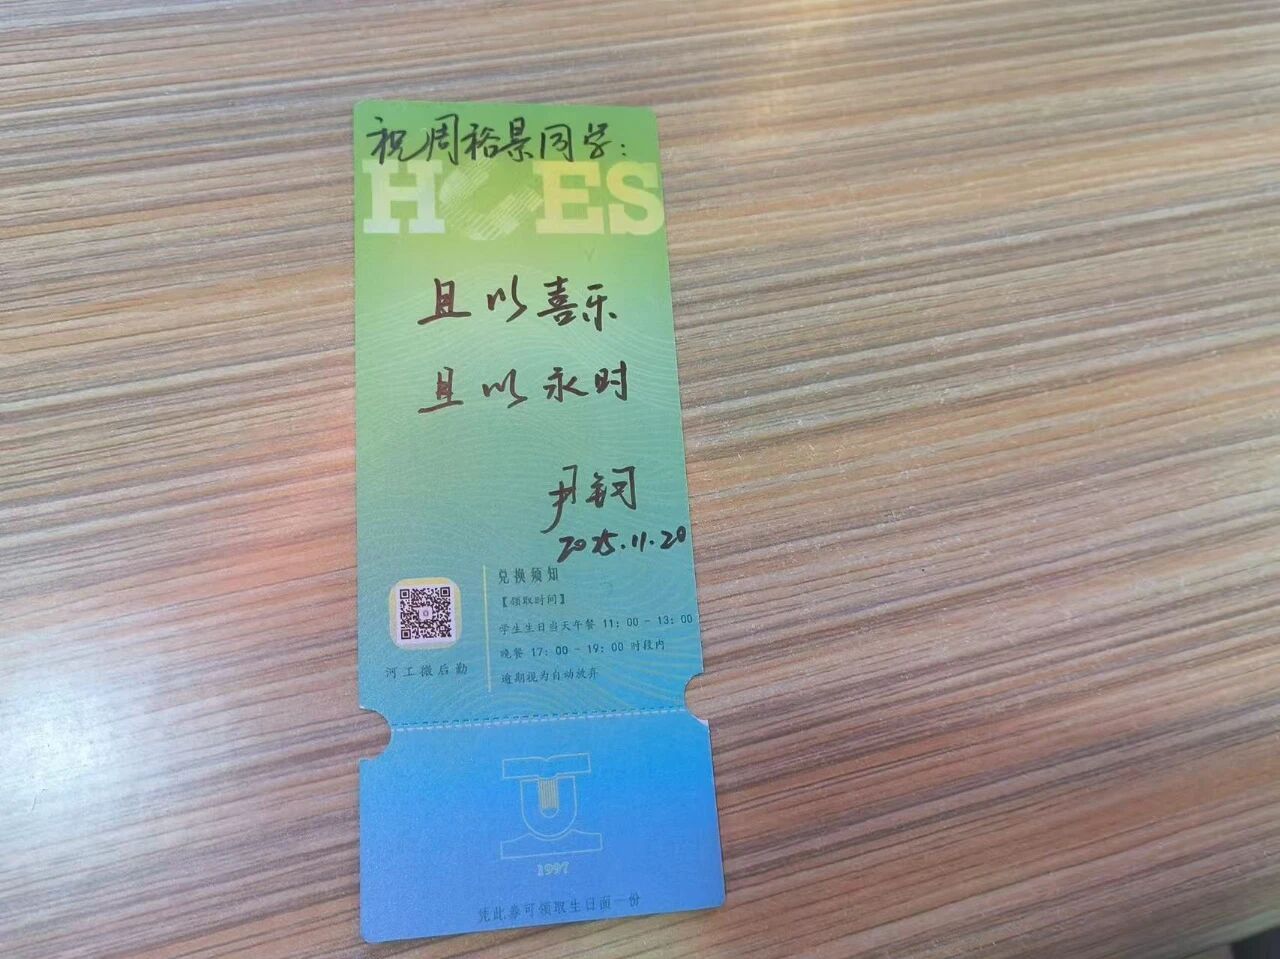 祝周裕景同学:
HCES
且以喜乐
且以永时
尹钶
2025.11.20
兑换须知
【领取时间】
学生生日当天午餐 11: 00 - 13: 00
晚餐 17: 00 - 19: 00 时段内
逾期视为自动放弃
河工微后勤
1997
凭此券可领取生日面一份